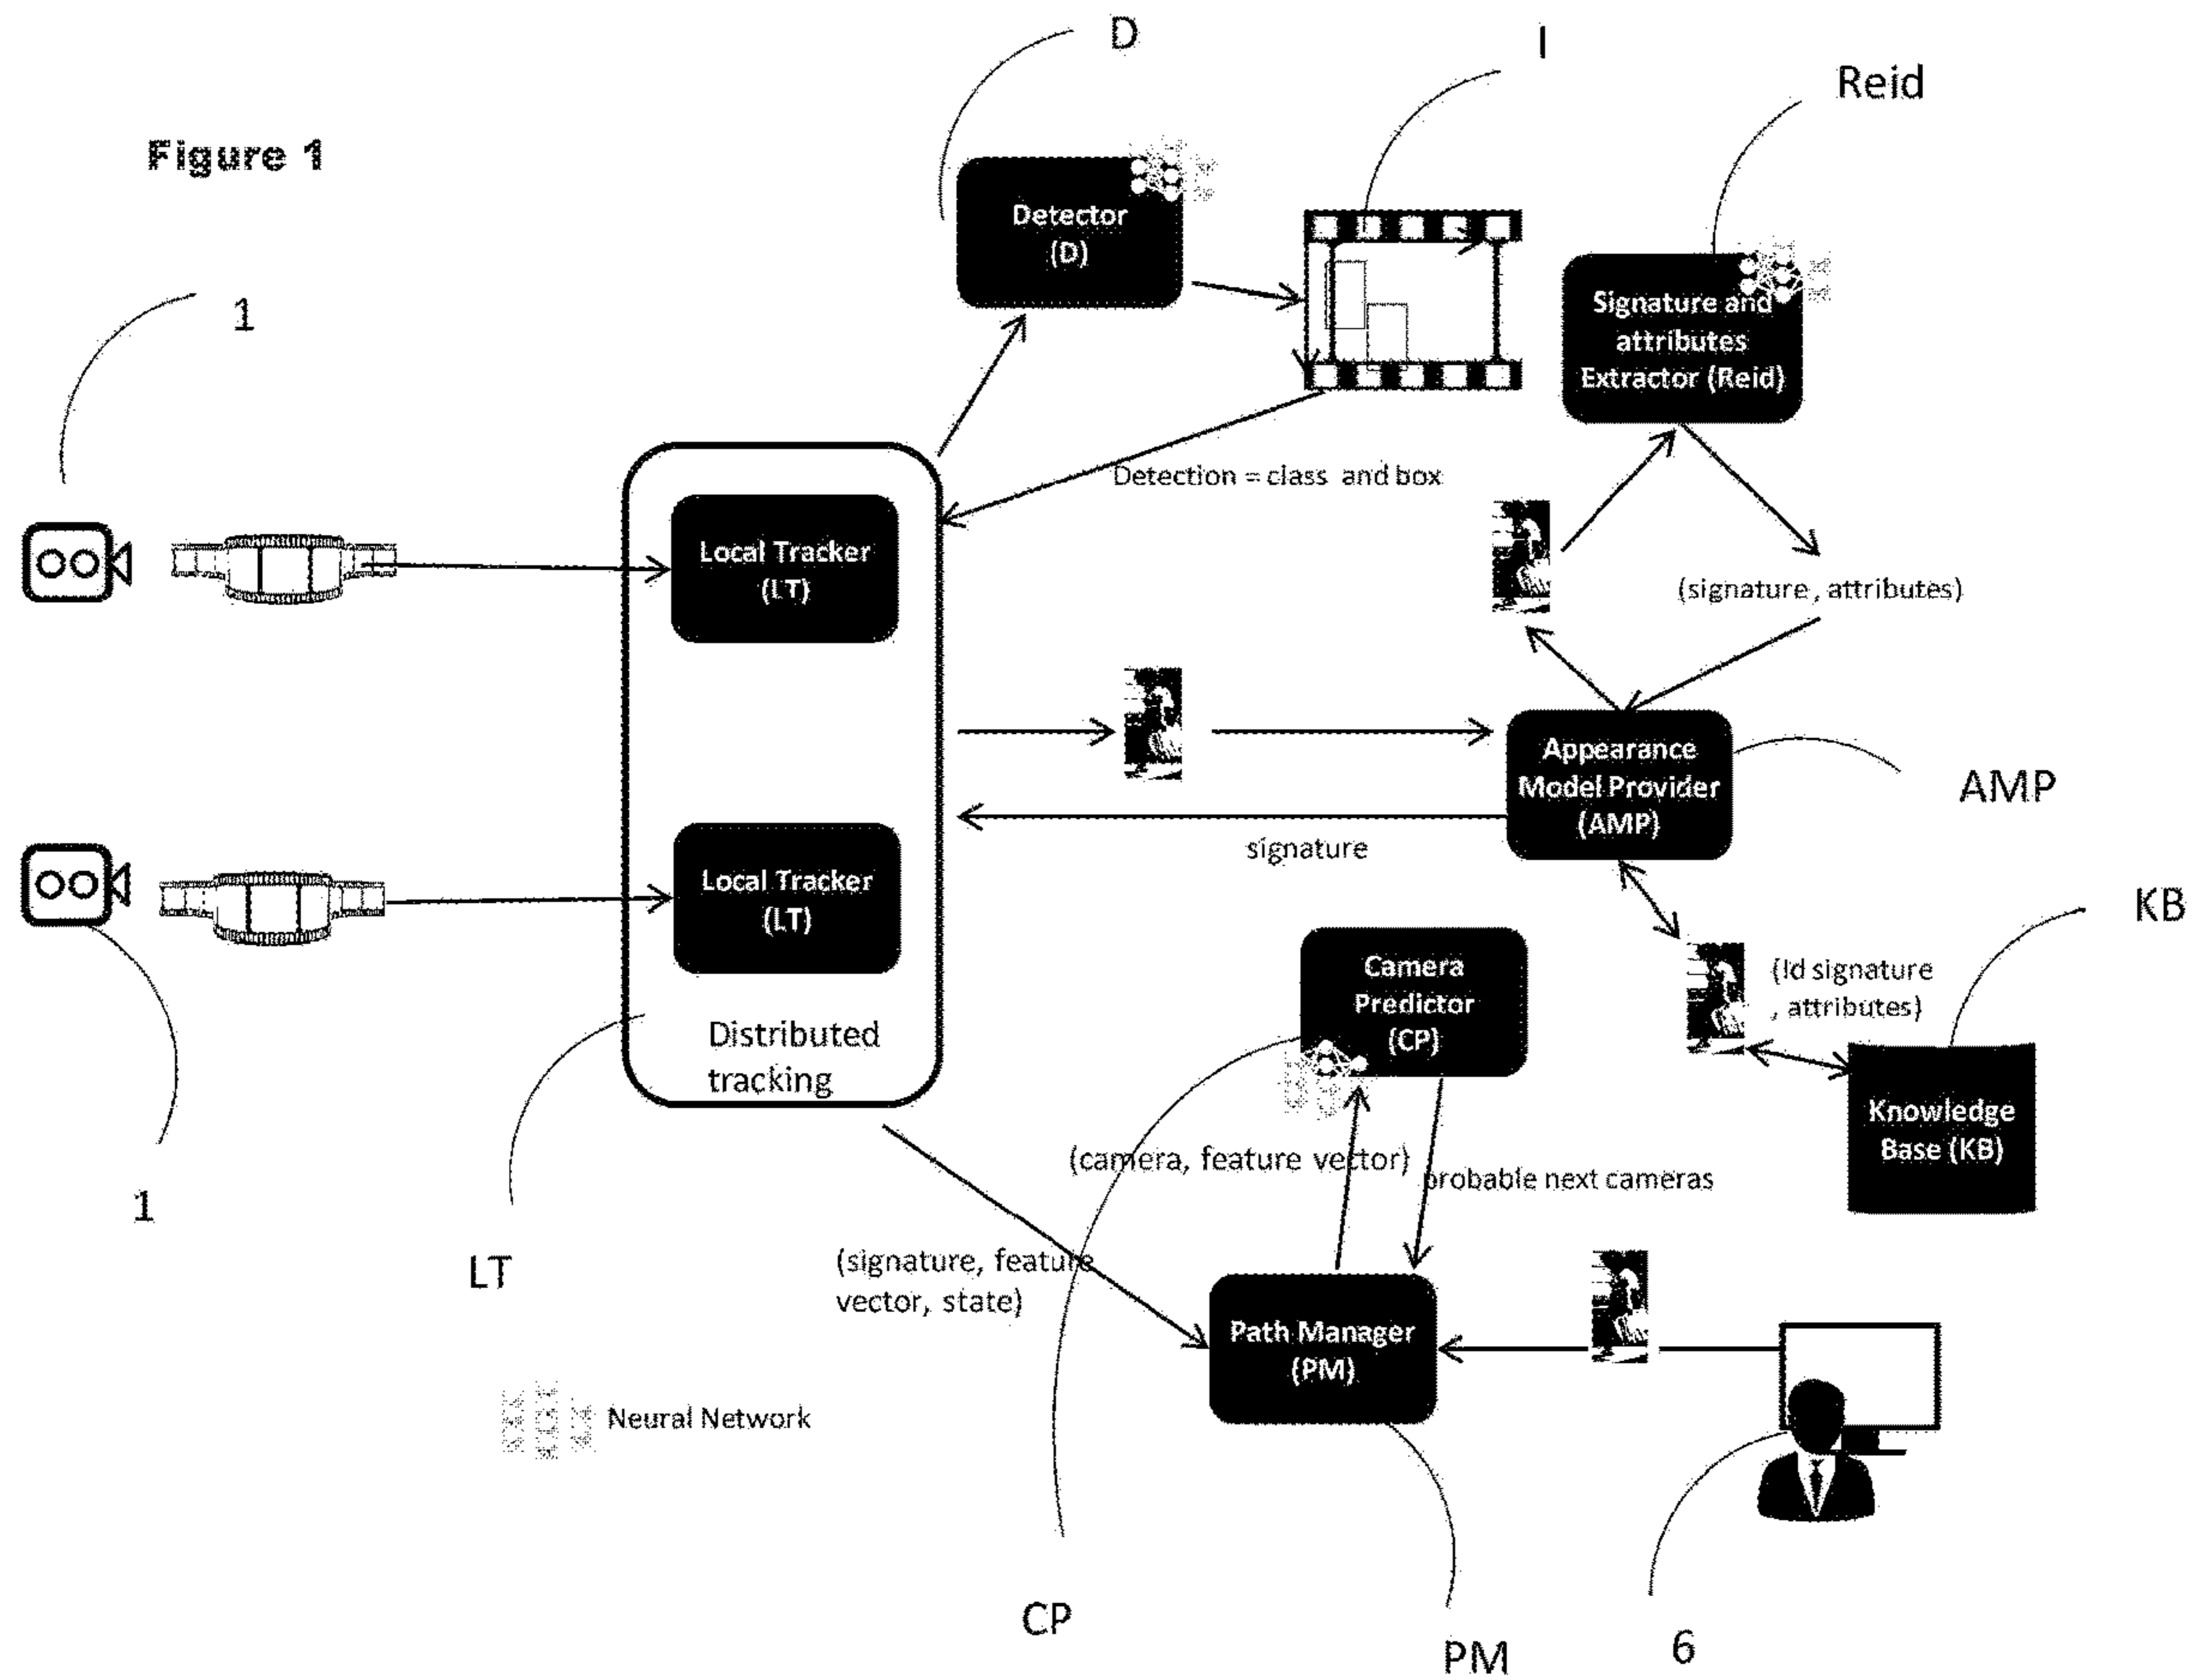 D
I
Reid
Figure 1
Detector
(D)
1
Signature and
attributes
Extractor (Reid)
Detection = class and box
Local Tracker
(LT)
(signature, attributes)
Appearance
Model Provider
(AMP)
AMP
signature
Local Tracker
(LT)
KB
Camera
Predictor
(CP)
(Id signature
, attributes)
Distributed
tracking
Knowledge
Base (KB)
(camera, feature vector)
probable next cameras
1
LT
(signature, feature
vector, state)
Path Manager
(PM)
Neural Network
CP
PM
6